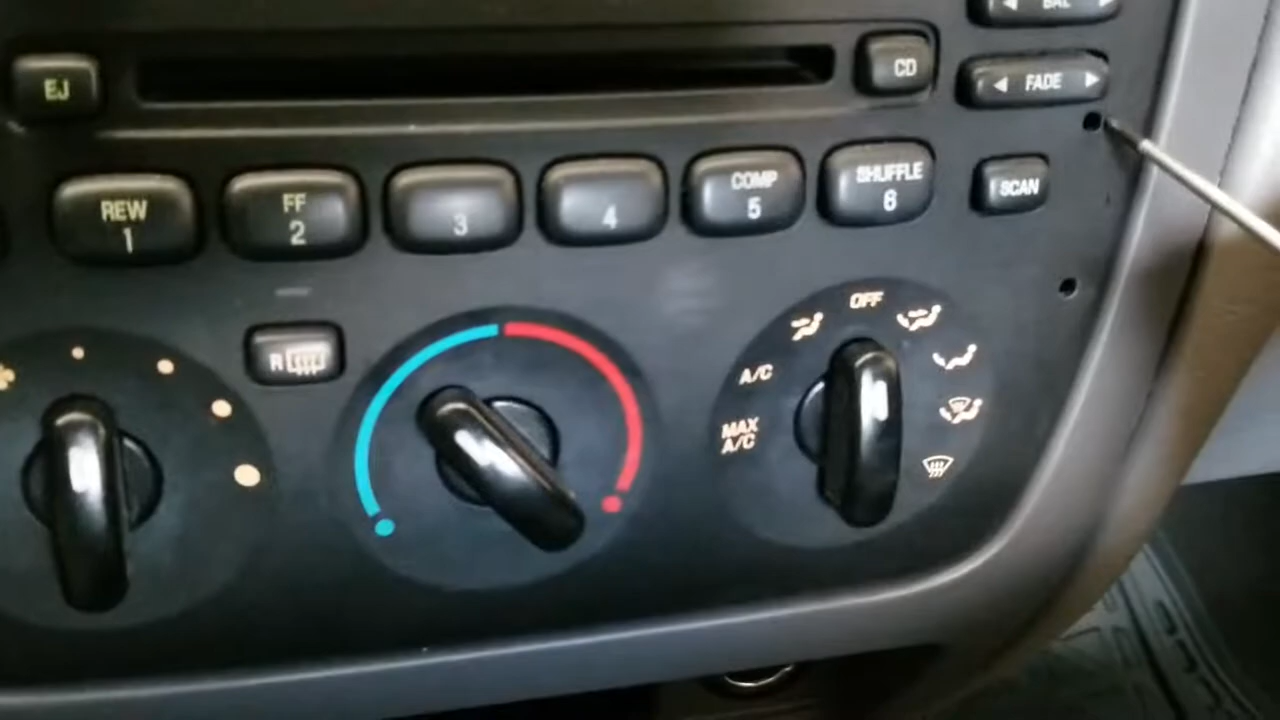 BAL
EJ
CD
FADE
REW
1
FF
2
3
4
COMP
5
SHUFFLE
6
SCAN
R
OFF
A/C
MAX
A/C